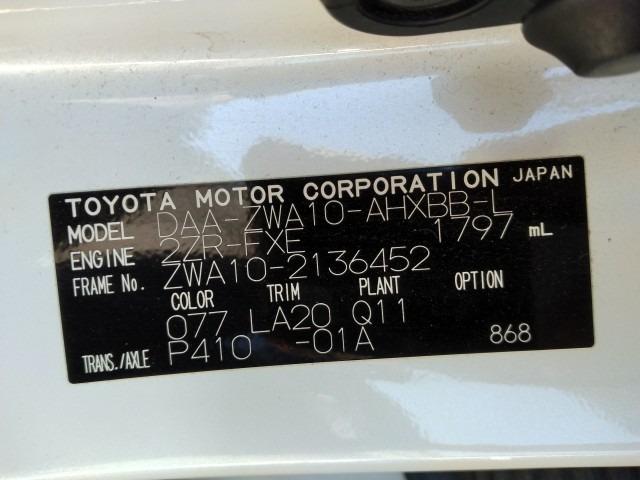 TOYOTA MOTOR CORPORATION JAPAN
MODEL DAA-ZWA10-AHXBB-L
ENGINE 2ZR-FXE 1797 mL
FRAME No. ZWA10-2136452
COLOR TRIM PLANT OPTION
077 LA20 Q11
TRANS./AXLE P410 -01A 868